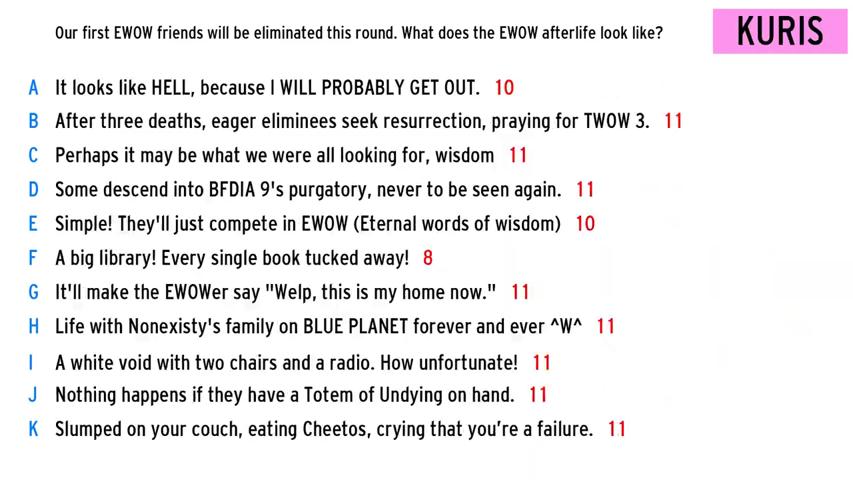 Our first EWOW friends will be eliminated this round. What does the EWOW afterlife look like?
KURIS
A It looks like HELL, because I WILL PROBABLY GET OUT. 10
B After three deaths, eager eliminees seek resurrection, praying for TWOW 3. 11
C Perhaps it may be what we were all looking for, wisdom 11
D Some descend into BFDIA 9's purgatory, never to be seen again. 11
E Simple! They'll just compete in EWOW (Eternal words of wisdom) 10
F A big library! Every single book tucked away! 8
G It'll make the EWOWer say "Welp, this is my home now." 11
H Life with Nonexisty's family on BLUE PLANET forever and ever ^W^ 11
I A white void with two chairs and a radio. How unfortunate! 11
J Nothing happens if they have a Totem of Undying on hand. 11
K Slumped on your couch, eating Cheetos, crying that you’re a failure. 11